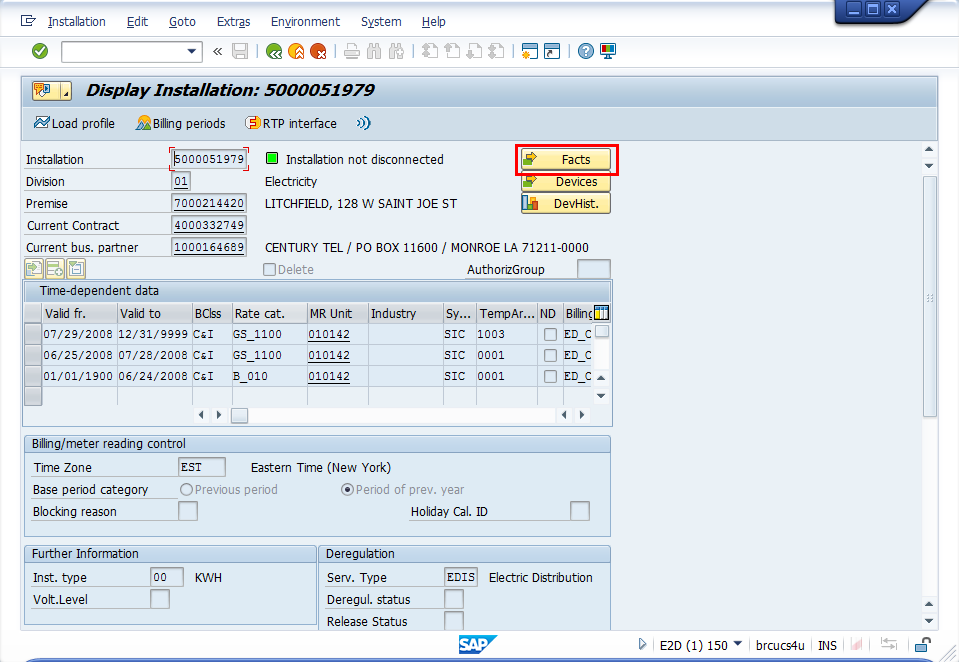 Installation Edit Goto Extras Environment System Help
Display Installation: 5000051979
Load profile Billing periods RTP interface
Installation 5000051979 Installation not disconnected Facts
Division 01 Electricity Devices
Premise 7000214420 LITCHFIELD, 128 W SAINT JOE ST DevHist.
Current Contract 4000332749
Current bus. partner 1000164689 CENTURY TEL / PO BOX 11600 / MONROE LA 71211-0000
Delete AuthorizGroup
Time-dependent data
Valid fr. Valid to BClss Rate cat. MR Unit Industry Sy... TempAr... ND Billing
07/29/2008 12/31/9999 C&I GS_1100 010142 SIC 1003 ED_C
06/25/2008 07/28/2008 C&I GS_1100 010142 SIC 0001 ED_C
01/01/1900 06/24/2008 C&I B_010 010142 SIC 0001 ED_C
Billing/meter reading control
Time Zone EST Eastern Time (New York)
Base period category Previous period Period of prev. year
Blocking reason Holiday Cal. ID
Further Information Deregulation
Inst. type 00 KWH Serv. Type EDIS Electric Distribution
Volt.Level Deregul. status
Release Status
SAP E2D (1) 150 brcucs4u INS